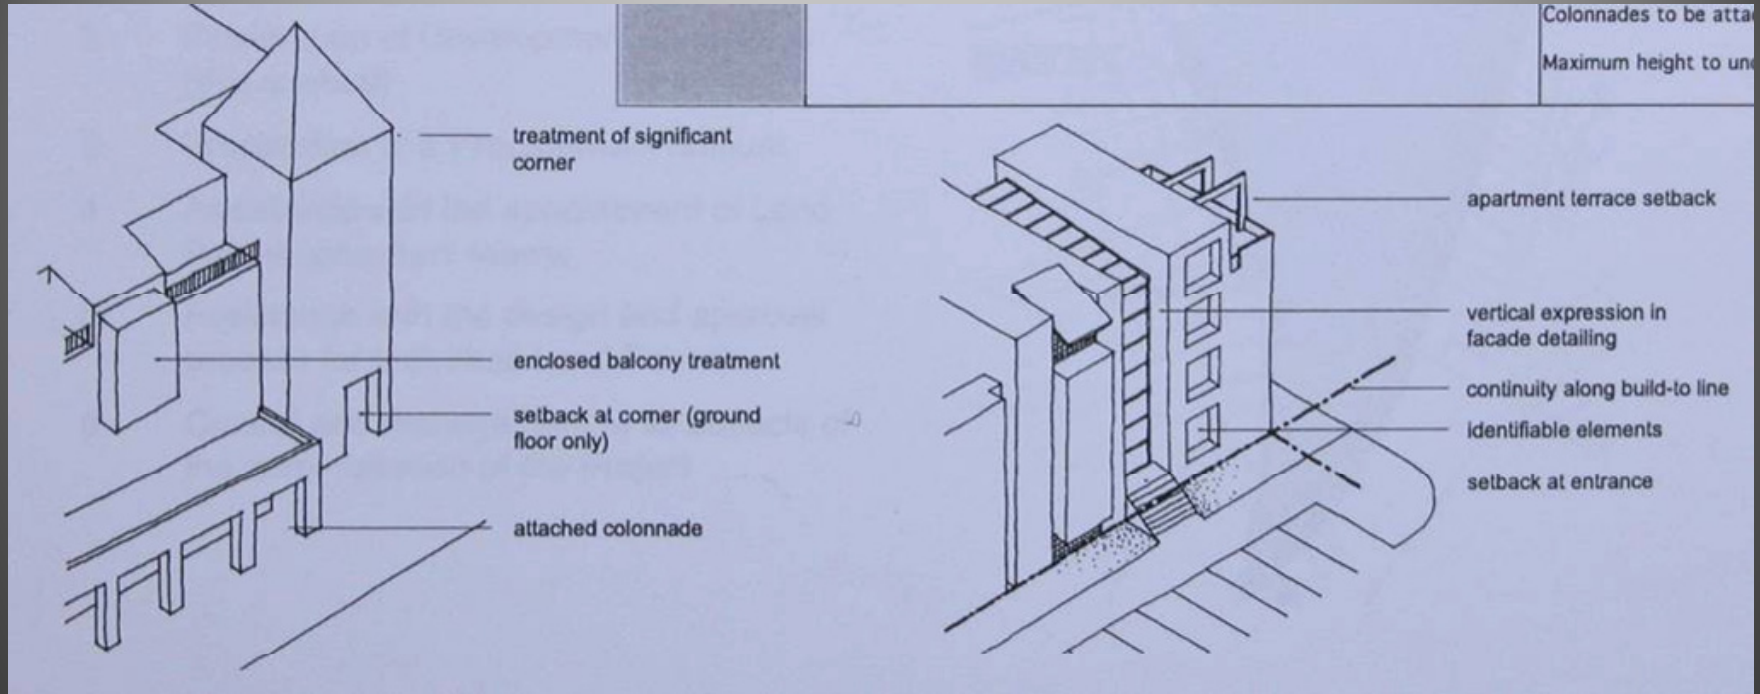 Colonnades to be
Maximum height to
treatment of significant
corner
enclosed balcony treatment
setback at corner (ground
floor only)
attached colonnade
apartment terrace setback
vertical expression in
facade detailing
continuity along build-to line
identifiable elements
setback at entrance